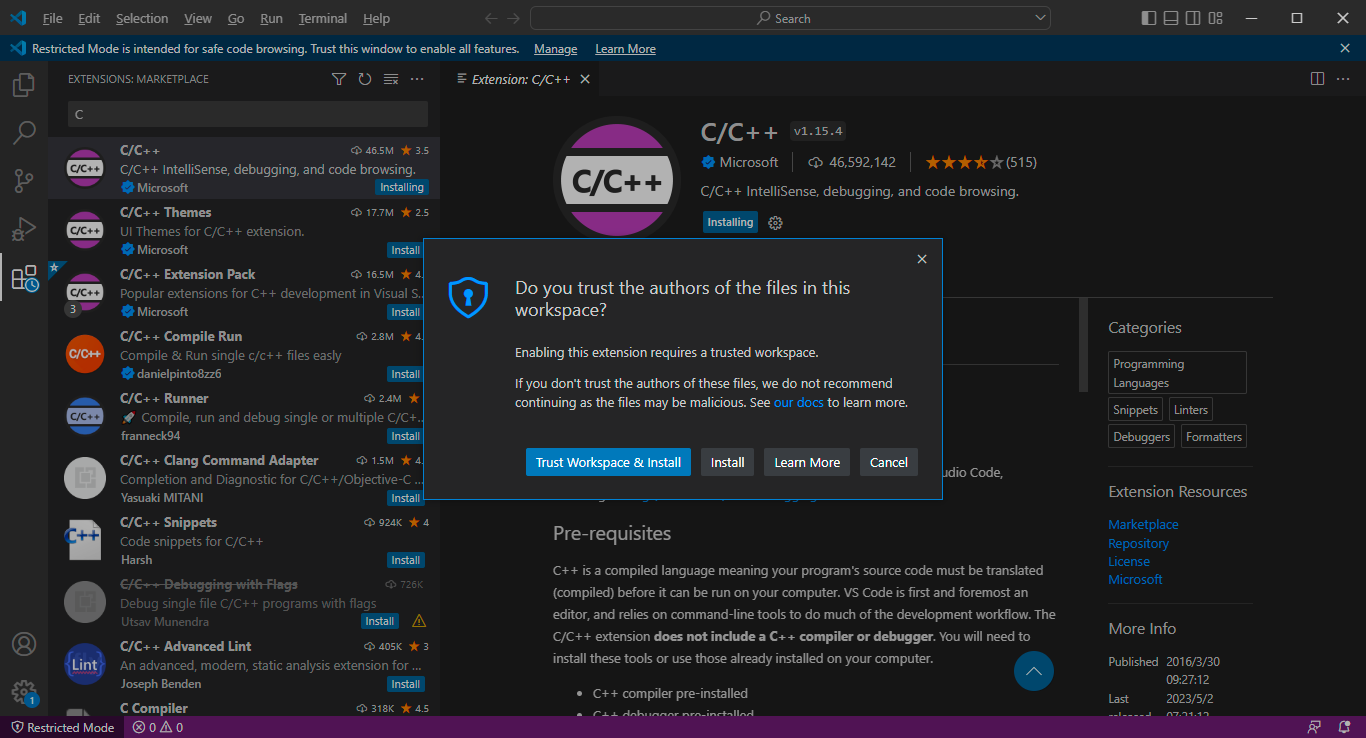 File Edit Selection View Go Run Terminal Help
Search
Restricted Mode is intended for safe code browsing. Trust this window to enable all features. Manage Learn More
EXTENSIONS: MARKETPLACE
C
C/C++
C/C++ 46.5M 3.5
C/C++ IntelliSense, debugging, and code browsing.
Microsoft Installing
C/C++
C/C++ Themes 17.7M 2.5
UI Themes for C/C++ extension.
Microsoft Install
C/C++
3
C/C++ Extension Pack 16.5M 4.
Popular extensions for C++ development in Visual S...
Microsoft Install
C/C++
C/C++ Compile Run 2.8M 4.
Compile & Run single c/c++ files easly
danielpinto8zz6 Install
C/C++
C/C++ Runner 2.4M
🚀 Compile, run and debug single or multiple C/C+...
franneck94 Install
C/C++ Clang Command Adapter 1.5M 4.
Completion and Diagnostic for C/C++/Objective-C ...
Yasuaki MITANI Install
C++
C/C++ Snippets 924K 4
Code snippets for C/C++
Harsh Install
C/C++ Debugging with Flags 726K
Debug single file C/C++ programs with flags
Utsav Munendra Install
Lint
C/C++ Advanced Lint 405K 3
An advanced, modern, static analysis extension for ...
Joseph Benden Install
C Compiler 318K 4.5
Extension: C/C++
C/C++
C/C++ v1.15.4
Microsoft 46,592,142 (515)
C/C++ IntelliSense, debugging, and code browsing.
Installing
Do you trust the authors of the files in this
workspace?
Enabling this extension requires a trusted workspace.
If you don't trust the authors of these files, we do not recommend
continuing as the files may be malicious. See our docs to learn more.
Trust Workspace & Install Install Learn More Cancel
udio Code,
Pre-requisites
C++ is a compiled language meaning your program's source code must be translated
(compiled) before it can be run on your computer. VS Code is first and foremost an
editor, and relies on command-line tools to do much of the development workflow. The
C/C++ extension does not include a C++ compiler or debugger. You will need to
install these tools or use those already installed on your computer.
• C++ compiler pre-installed
• C++ debugger pre-installed
Categories
Programming
Languages
Snippets Linters
Debuggers Formatters
Extension Resources
Marketplace
Repository
License
Microsoft
More Info
Published 2016/3/30
09:27:12
Last 2023/5/2
released 07:21:12
1
Restricted Mode 0 0